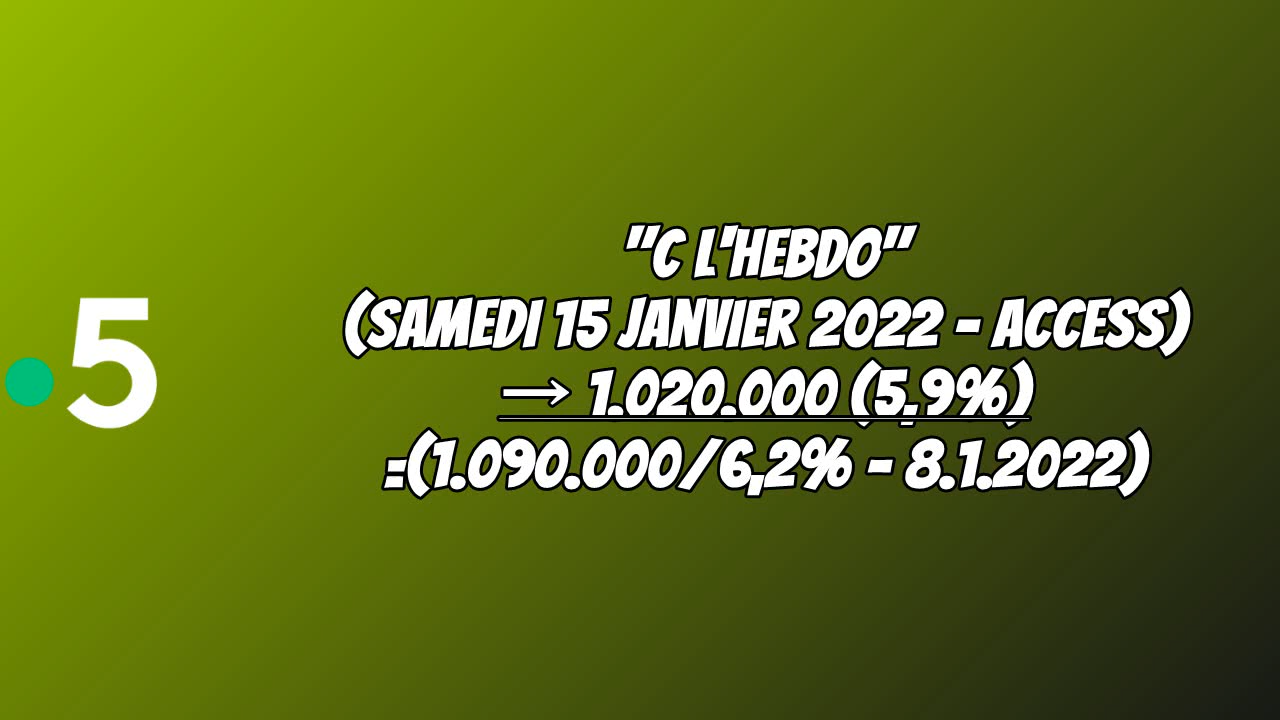 5
"C L'HEBDO"
(SAMEDI 15 JANVIER 2022 - ACCESS)
→ 1.020.000 (5,9%)
=(1.090.000/6,2% - 8.1.2022)